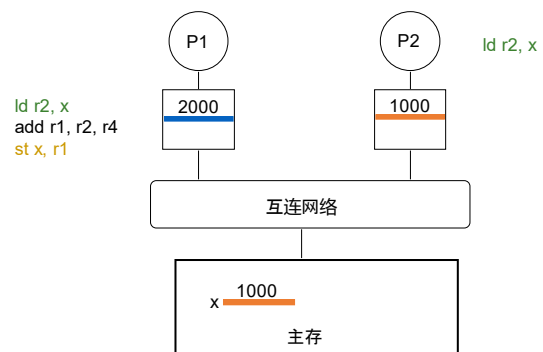 P1
P2
ld r2, x
2000
1000
ld r2, x
add r1, r2, r4
st x, r1
互连网络
1000
x
主存